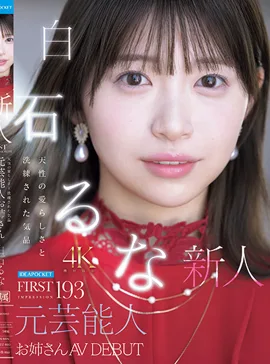 白石るな
天性の愛らしさと
洗練された気品
4K
新人
IDEAPOCKET
FIRST
IMPRESSION
193
元芸能人
お姉さんAV DEBUT